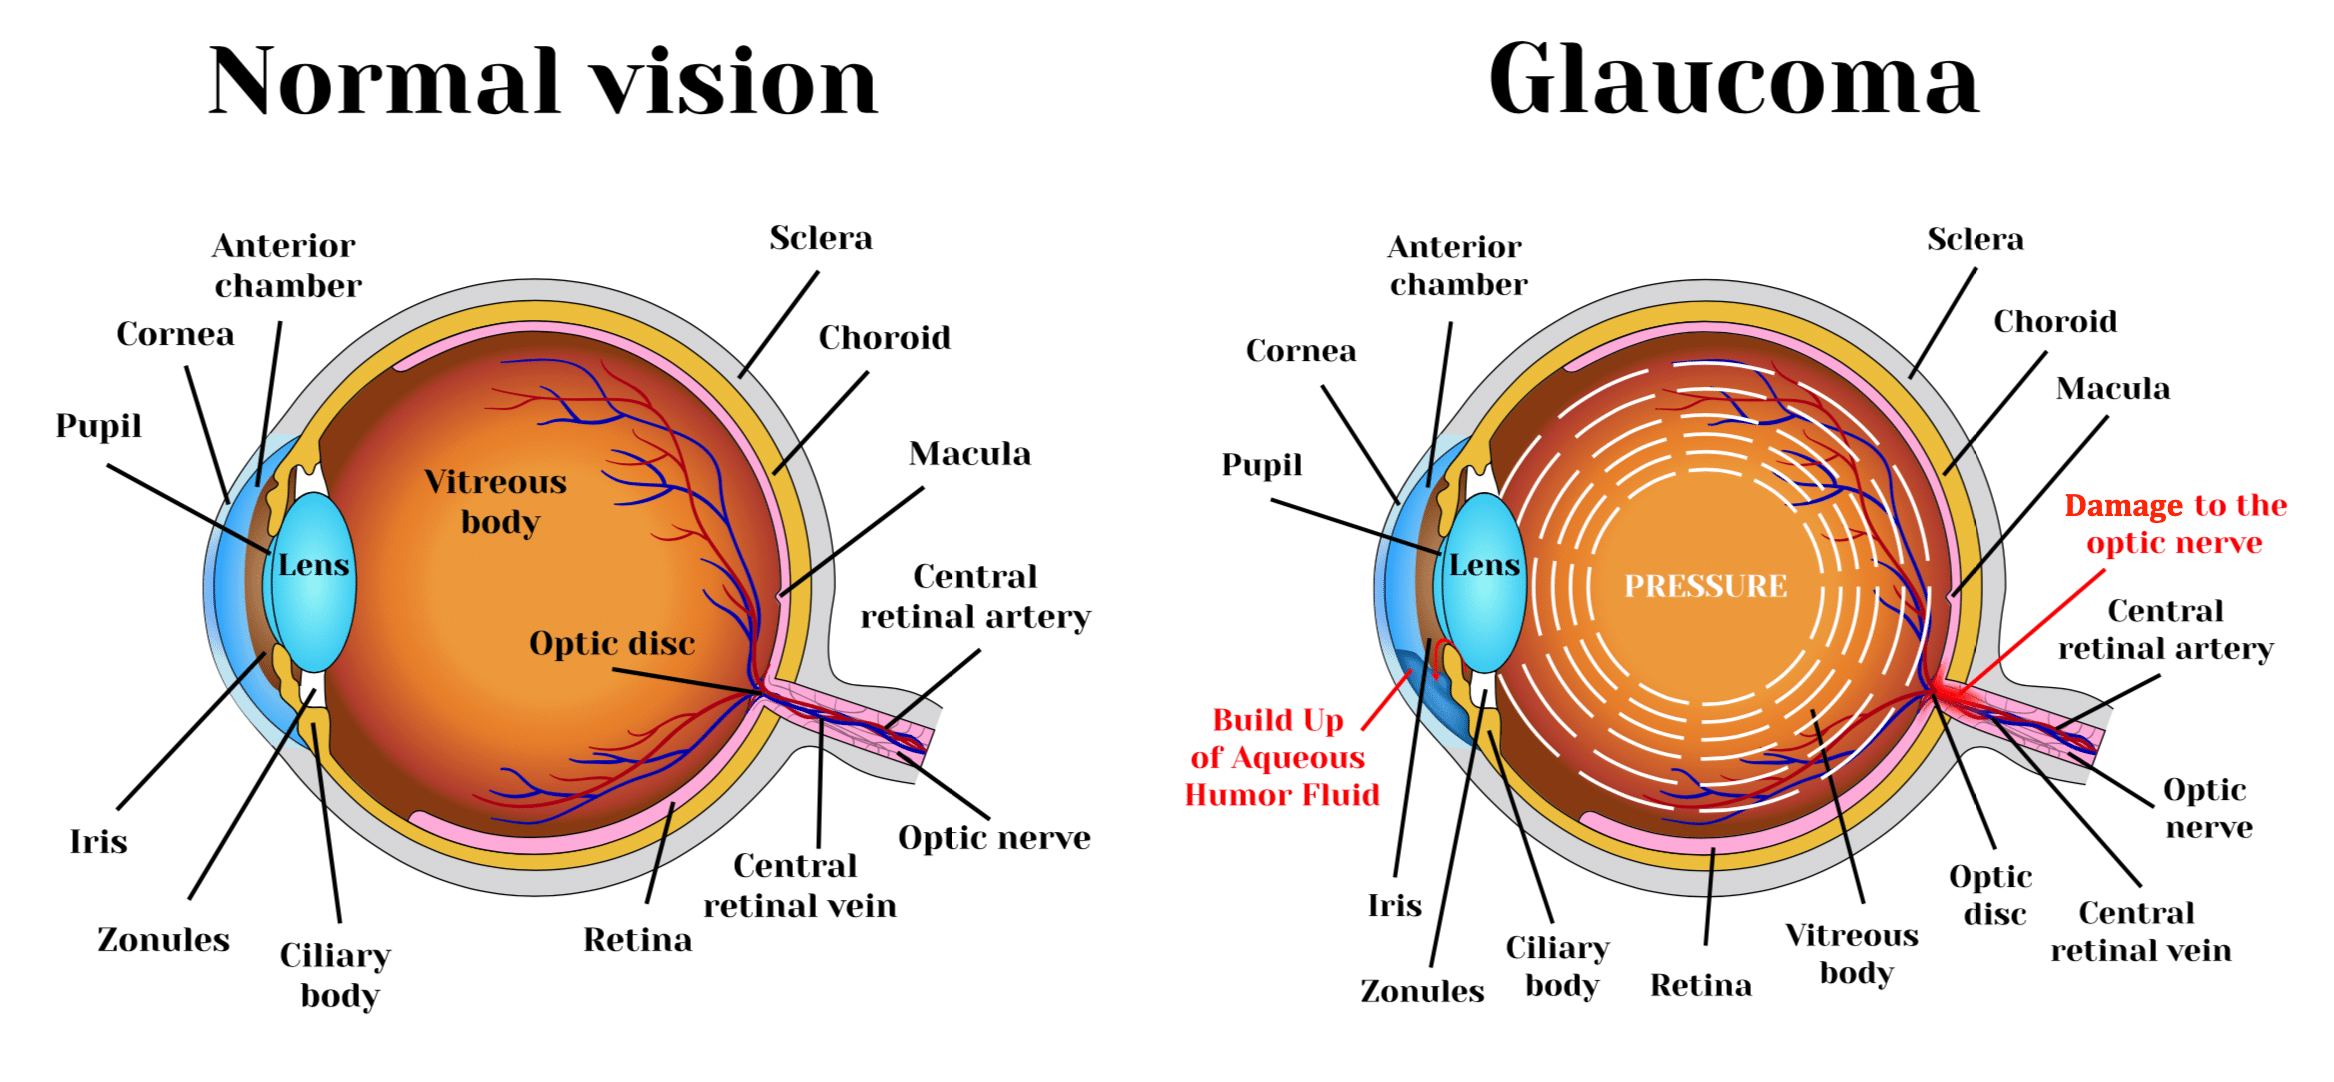 Normal vision
Glaucoma
Anterior
chamber
Cornea
Pupil
Sclera
Choroid
Macula
Vitreous
body
Lens
Optic disc
Central
retinal artery
Iris
Zonules
Ciliary
body
Retina
Central
retinal vein
Optic nerve
Anterior
chamber
Cornea
Pupil
Sclera
Choroid
Macula
Damage to the
optic nerve
Lens
PRESSURE
Central
retinal artery
Build Up
of Aqueous
Humor Fluid
Optic
nerve
Iris
Zonules
Ciliary
body
Retina
Vitreous
body
Optic
disc
Central
retinal vein